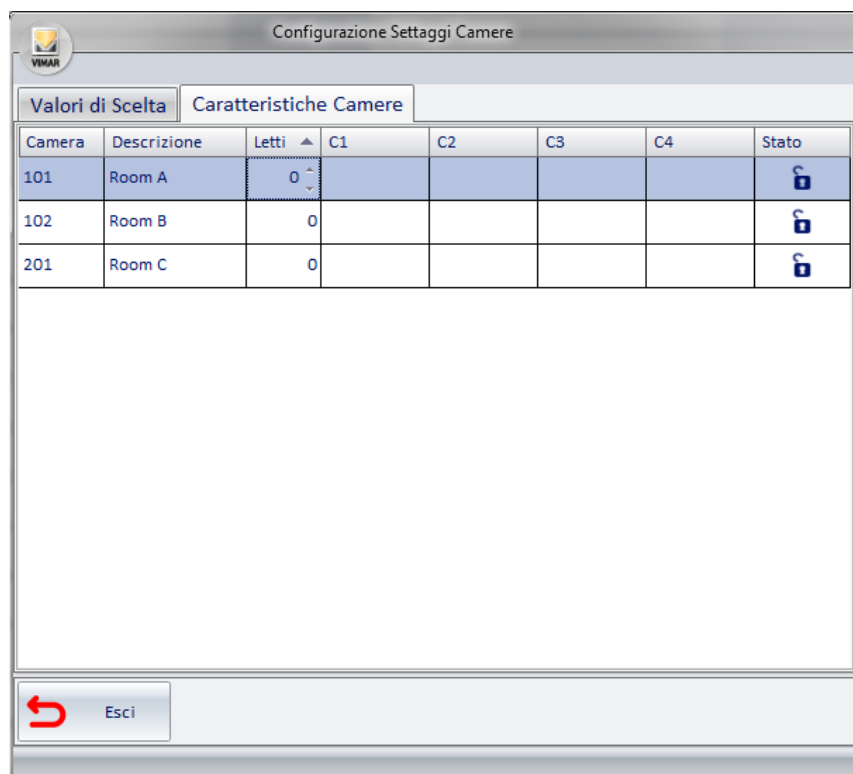 Configurazione Settaggi Camere
VIMAR
Valori di Scelta Caratteristiche Camere
Camera Descrizione Letti C1 C2 C3 C4 Stato
101 Room A 0
102 Room B 0
201 Room C 0
Esci